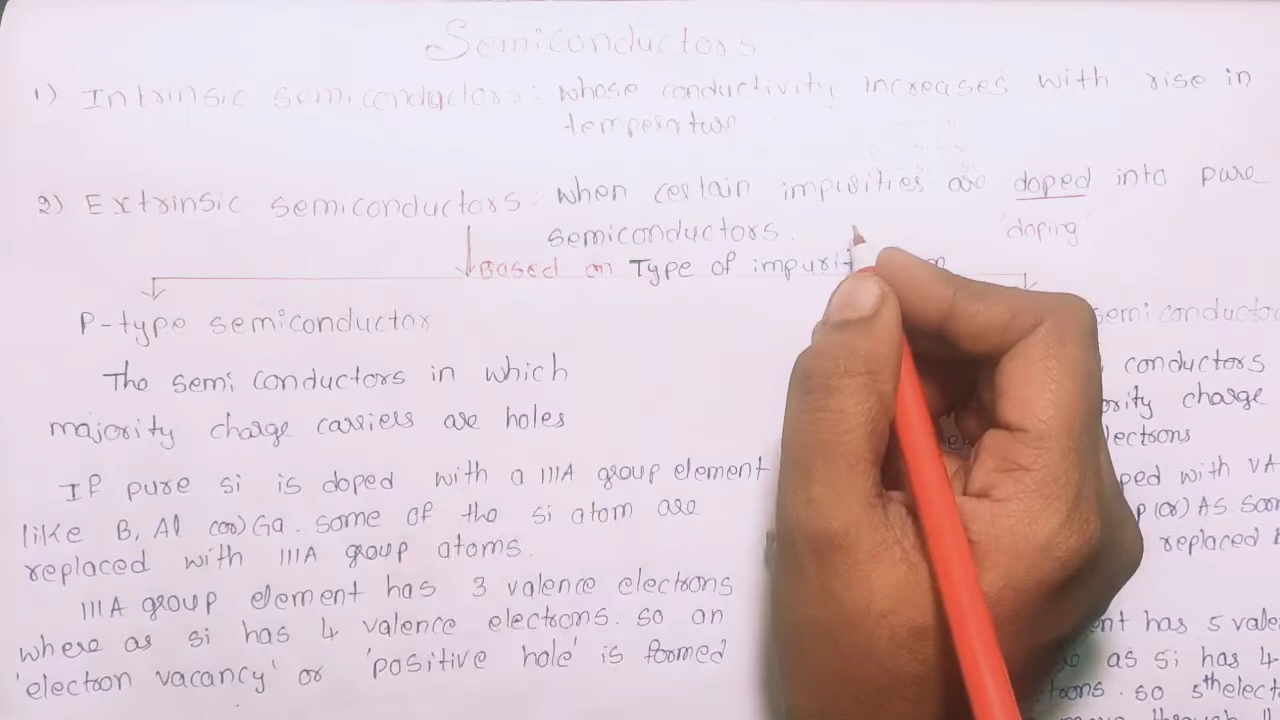 Semiconductors
1) Intrinsic semiconductors: whose conductivity increases with rise in
temperature
2) Extrinsic semiconductors: when certain impurities are doped into pure
semiconductors. "doping"
Based on Type of impurit
P-type semiconductor
The semi conductors in which
majority charge carriers are holes
If pure si is doped with a IIIA group element
like B, Al (or) Ga. some of the si atom are
replaced with IIIA group atoms.
IIIA group element has 3 valence electrons
where as si has 4 valence electrons. so an
'electron vacancy' or 'positive hole' is formed
semiconductor
conductors
ority charge
lectrons
ped with VA
P (or) AS. Som
replaced
ent has 5 vale
as si has 4
trons. so 5th elect